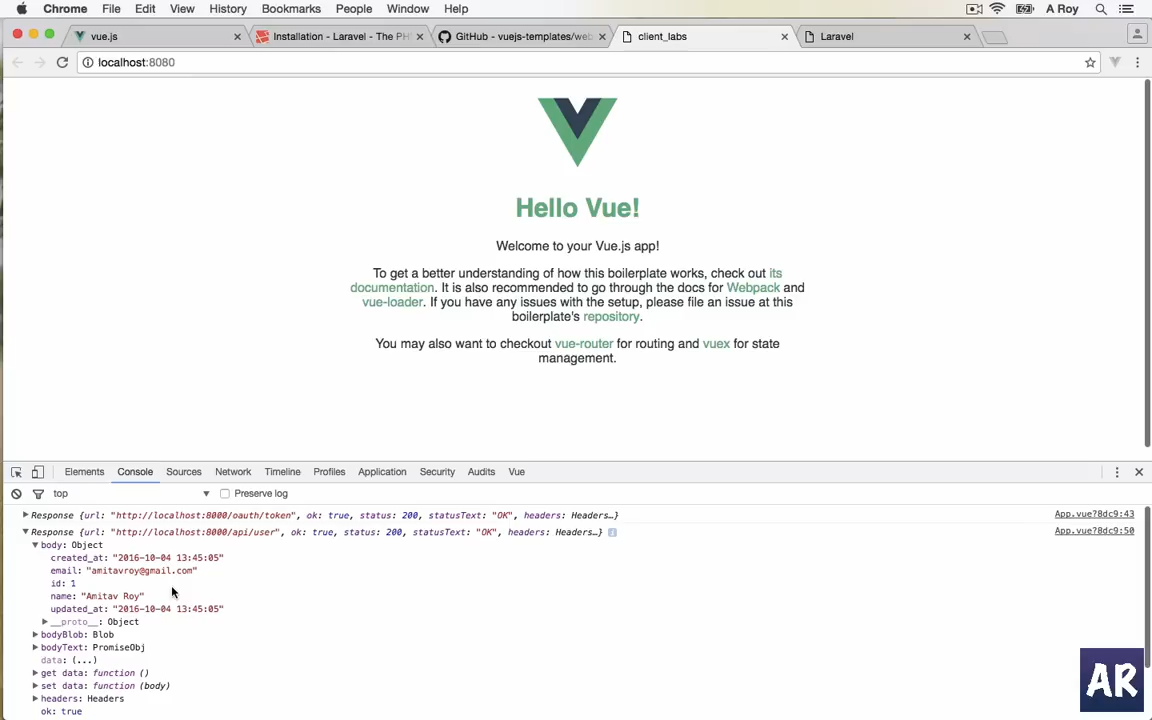 Chrome File Edit View History Bookmarks People Window Help A Roy
vue.js Installation - Laravel - The PH GitHub - vuejs-templates/web client_labs Laravel
localhost:8080
Hello Vue!
Welcome to your Vue.js app!
To get a better understanding of how this boilerplate works, check out its
documentation. It is also recommended to go through the docs for Webpack and
vue-loader. If you have any issues with the setup, please file an issue at this
boilerplate's repository.
You may also want to checkout vue-router for routing and vuex for state
management.
Elements Console Sources Network Timeline Profiles Application Security Audits Vue
top Preserve log
Response {url: "http://localhost:8000/oauth/token", ok: true, status: 200, statusText: "OK", headers: Headers…} App.vue?8dc9:43
Response {url: "http://localhost:8000/api/user", ok: true, status: 200, statusText: "OK", headers: Headers…} App.vue?8dc9:50
body: Object
created_at: "2016-10-04 13:45:05"
email: "amitavroy@gmail.com"
id: 1
name: "Amitav Roy"
updated_at: "2016-10-04 13:45:05"
__proto__: Object
bodyBlob: Blob
bodyText: PromiseObj
data: (...)
get data: function ()
set data: function (body)
headers: Headers
ok: true
AR